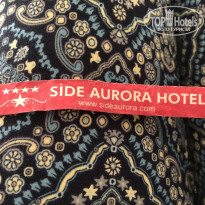 TOP HOTELS
SİDE AURORA HOTEL
www.sideaurora.com